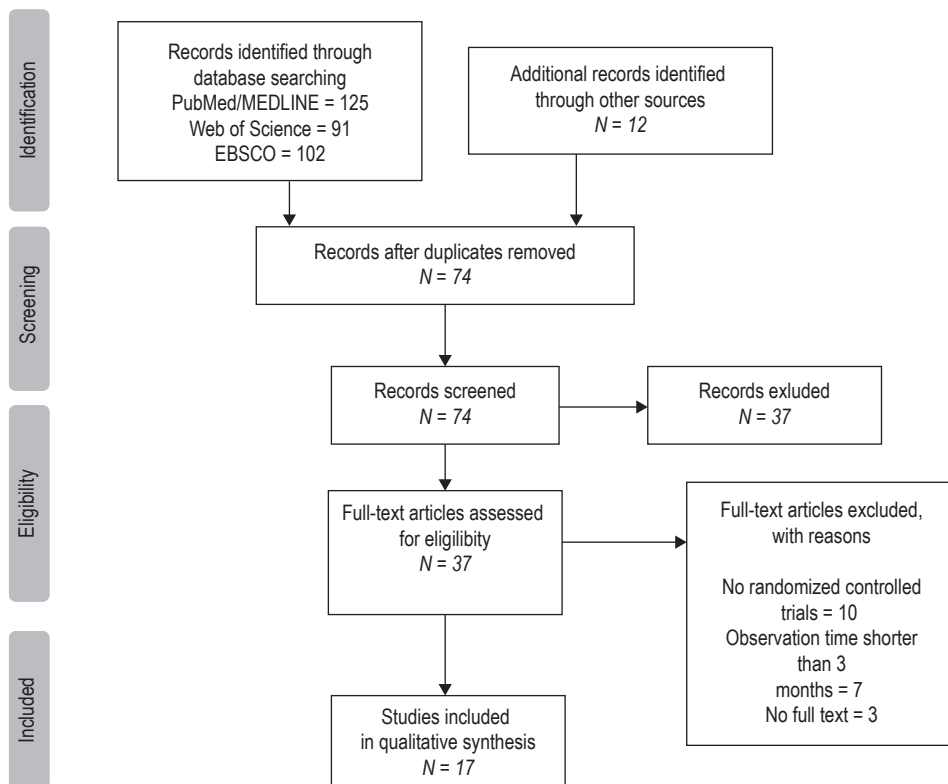 Identification
Records identified through
database searching
PubMed/MEDLINE = 125
Web of Science = 91
EBSCO = 102
Additional records identified
through other sources
N = 12
Screening
Records after duplicates removed
N = 74
Records screened
N = 74
Records exluded
N = 37
Eligibility
Full-text articles assessed
for eligilibity
N = 37
Full-text articles excluded,
with reasons
No randomized controlled
trials = 10
Observation time shorter
than 3
months = 7
No full text = 3
Included
Studies included
in qualitative synthesis
N = 17